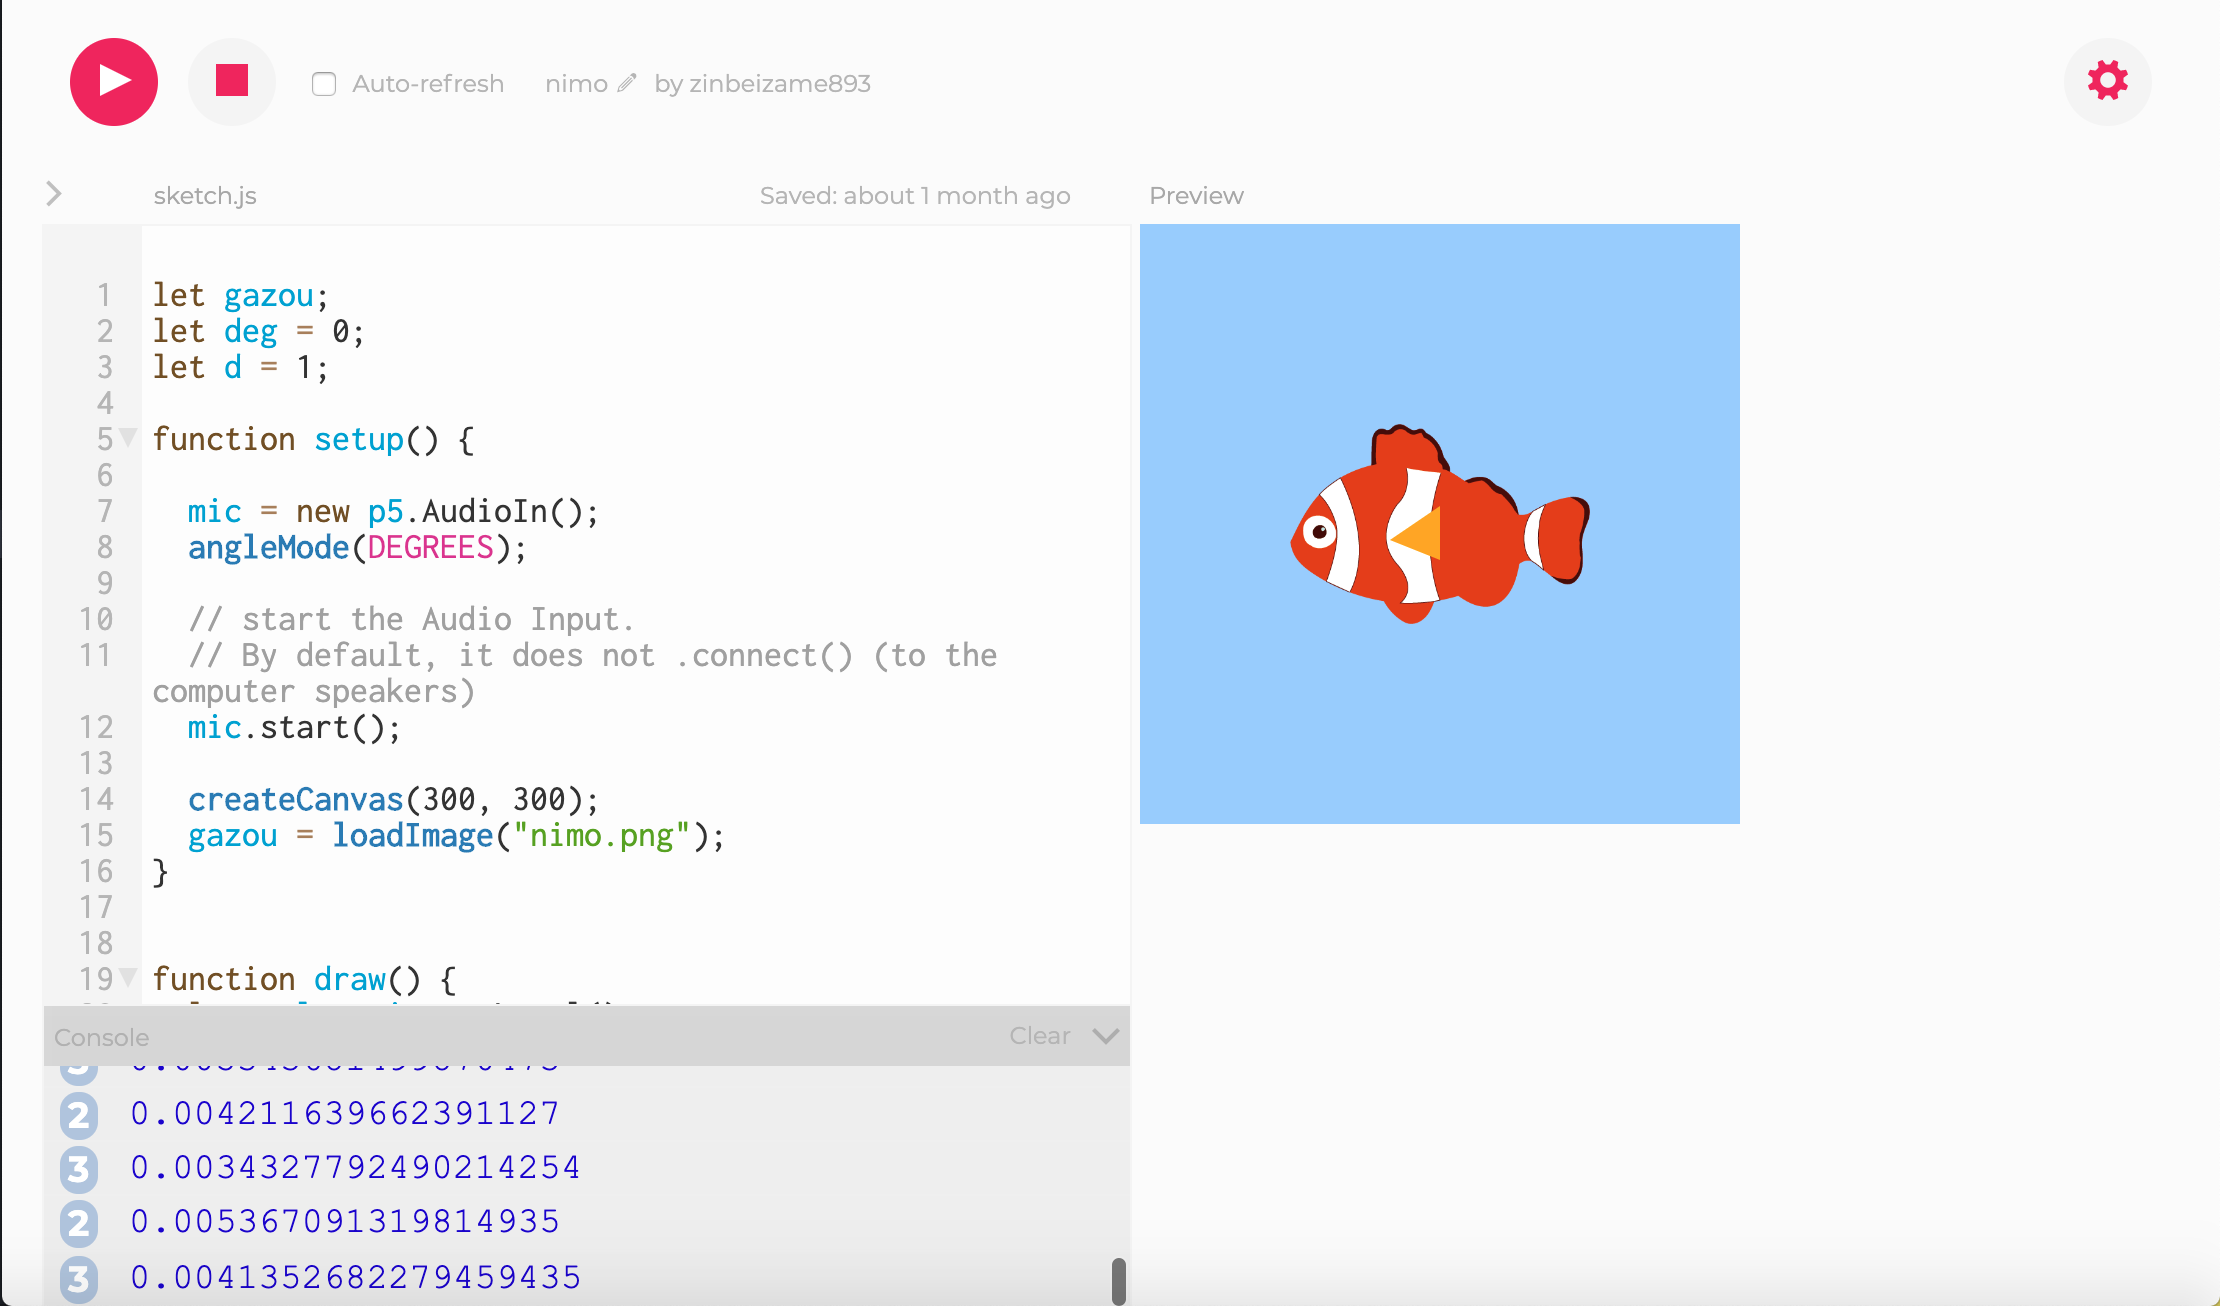 Auto-refresh nimo by zinbeizame893
sketch.js Saved: about 1 month ago Preview
1 let gazou;
2 let deg = 0;
3 let d = 1;
4
5 function setup() {
6
7 mic = new p5.AudioIn();
8 angleMode(DEGREES);
9
10 // start the Audio Input.
11 // By default, it does not .connect() (to the
computer speakers)
12 mic.start();
13
14 createCanvas(300, 300);
15 gazou = loadImage("nimo.png");
16 }
17
18
19 function draw() {
Console Clear
2 0.004211639662391127
3 0.0034327792490214254
2 0.005367091319814935
3 0.0041352682279459435